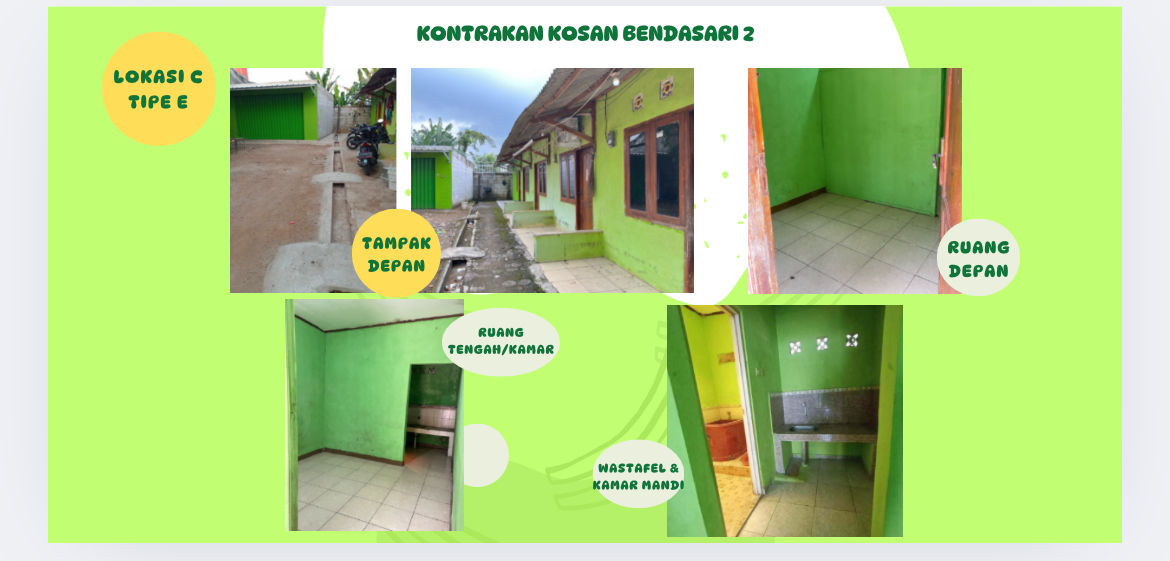 KONTRAKAN KOSAN BENDASARI 2
LOKASI C
TIPE E
TAMPAK
DEPAN
RUANG
DEPAN
RUANG
TENGAH/KAMAR
WASTAFEL &
KAMAR MANDI